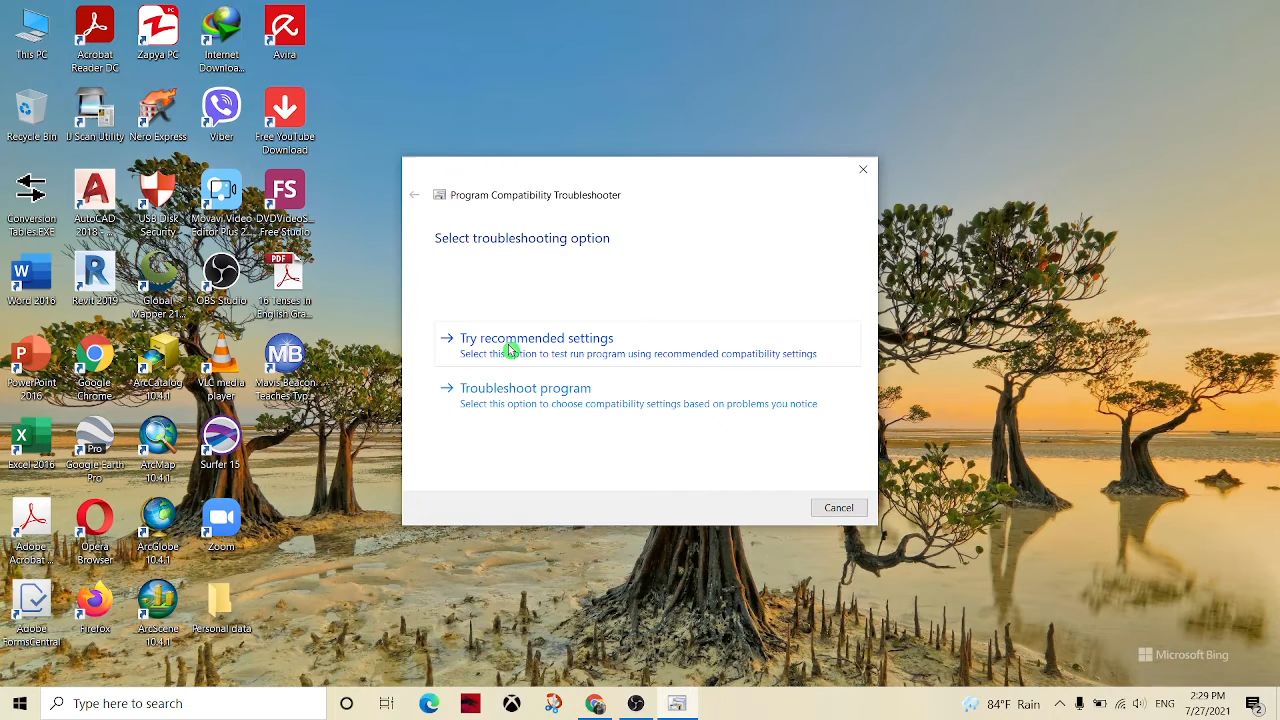 This PC
Acrobat
Reader DC
Zapya PC
Internet
Downloa...
Avira
Recycle Bin
IJ Scan Utility
Nero Express
Viber
Free YouTube
Download
Conversion
Tables.EXE
AutoCAD
2018 - ...
USB Disk
Security
Movavi Video
Editor Plus 2...
FS
DVDVideoS...
Free Studio
Word 2016
Revit 2019
Global
Mapper 21...
OBS Studio
PDF
16 Tenses in
English Gra...
PowerPoint
2016
Google
Chrome
ArcCatalog
10.4.1
VLC media
player
MB
Mavis Beacon
Teaches Typ...
Excel 2016
Pro
Google Earth
Pro
ArcMap
10.4.1
Surfer 15
Adobe
Acrobat ...
Opera
Browser
ArcGlobe
10.4.1
Zoom
Adobe
FormsCentral
Firefox
ArcScene
10.4.1
Personal data
Program Compatibility Troubleshooter
Select troubleshooting option
Try recommended settings
Select this option to test run program using recommended compatibility settings
Troubleshoot program
Select this option to choose compatibility settings based on problems you notice
Cancel
Microsoft Bing
Type here to search
84°F Rain
ENG
2:29 PM
7/27/2021
2